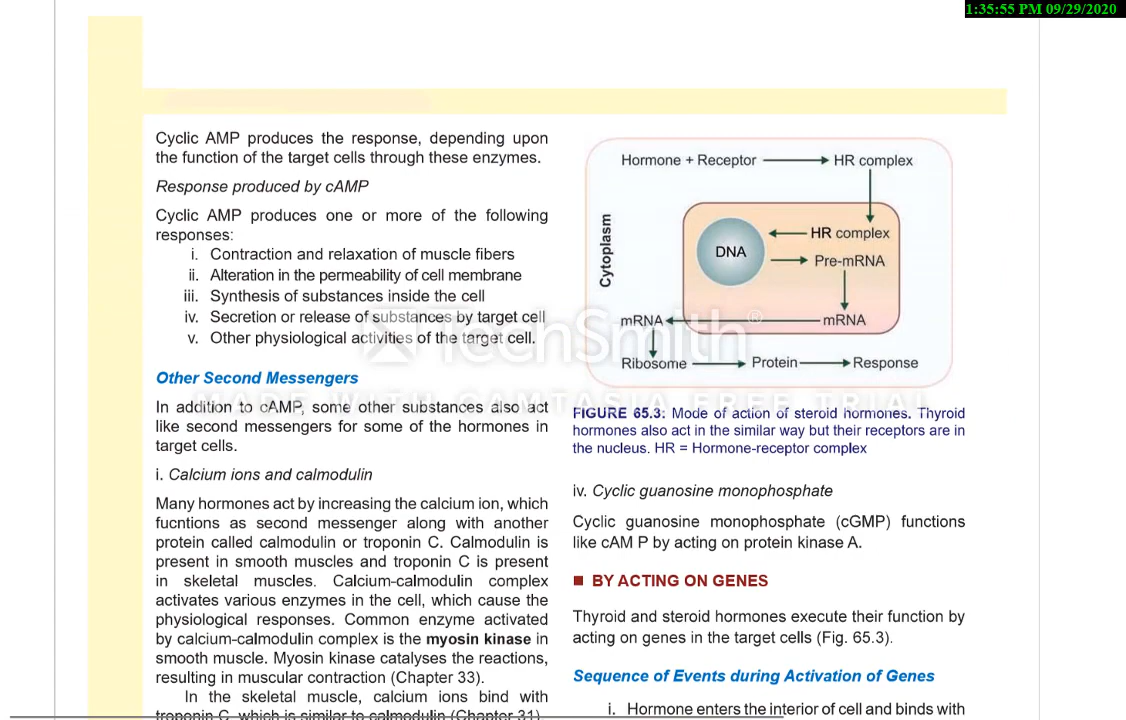 1:35:55 PM 09/29/2020
Cyclic AMP produces the response, depending upon
the function of the target cells through these enzymes.
Response produced by cAMP
Cyclic AMP produces one or more of the following
responses:
i. Contraction and relaxation of muscle fibers
ii. Alteration in the permeability of cell membrane
iii. Synthesis of substances inside the cell
iv. Secretion or release of substances by target cell
v. Other physiological activities of the target cell.
Other Second Messengers
In addition to cAMP, some other substances also act
like second messengers for some of the hormones in
target cells.
i. Calcium ions and calmodulin
Many hormones act by increasing the calcium ion, which
fucntions as second messenger along with another
protein called calmodulin or troponin C. Calmodulin is
present in smooth muscles and troponin C is present
in skeletal muscles. Calcium-calmodulin complex
activates various enzymes in the cell, which cause the
physiological responses. Common enzyme activated
by calcium-calmodulin complex is the myosin kinase in
smooth muscle. Myosin kinase catalyses the reactions,
resulting in muscular contraction (Chapter 33).
In the skeletal muscle, calcium ions bind with
troponin C, which is similar to calmodulin (Chapter 31).
Hormone + Receptor HR complex
Cytoplasm
HR complex
DNA
Pre-mRNA
mRNA mRNA
Ribosome Protein Response
FIGURE 65.3: Mode of action of steroid hormones. Thyroid
hormones also act in the similar way but their receptors are in
the nucleus. HR = Hormone-receptor complex
iv. Cyclic guanosine monophosphate
Cyclic guanosine monophosphate (cGMP) functions
like cAM P by acting on protein kinase A.
BY ACTING ON GENES
Thyroid and steroid hormones execute their function by
acting on genes in the target cells (Fig. 65.3).
Sequence of Events during Activation of Genes
i. Hormone enters the interior of cell and binds with
TechSmith®
MADE WITH CAMTASIA FREE TRIAL